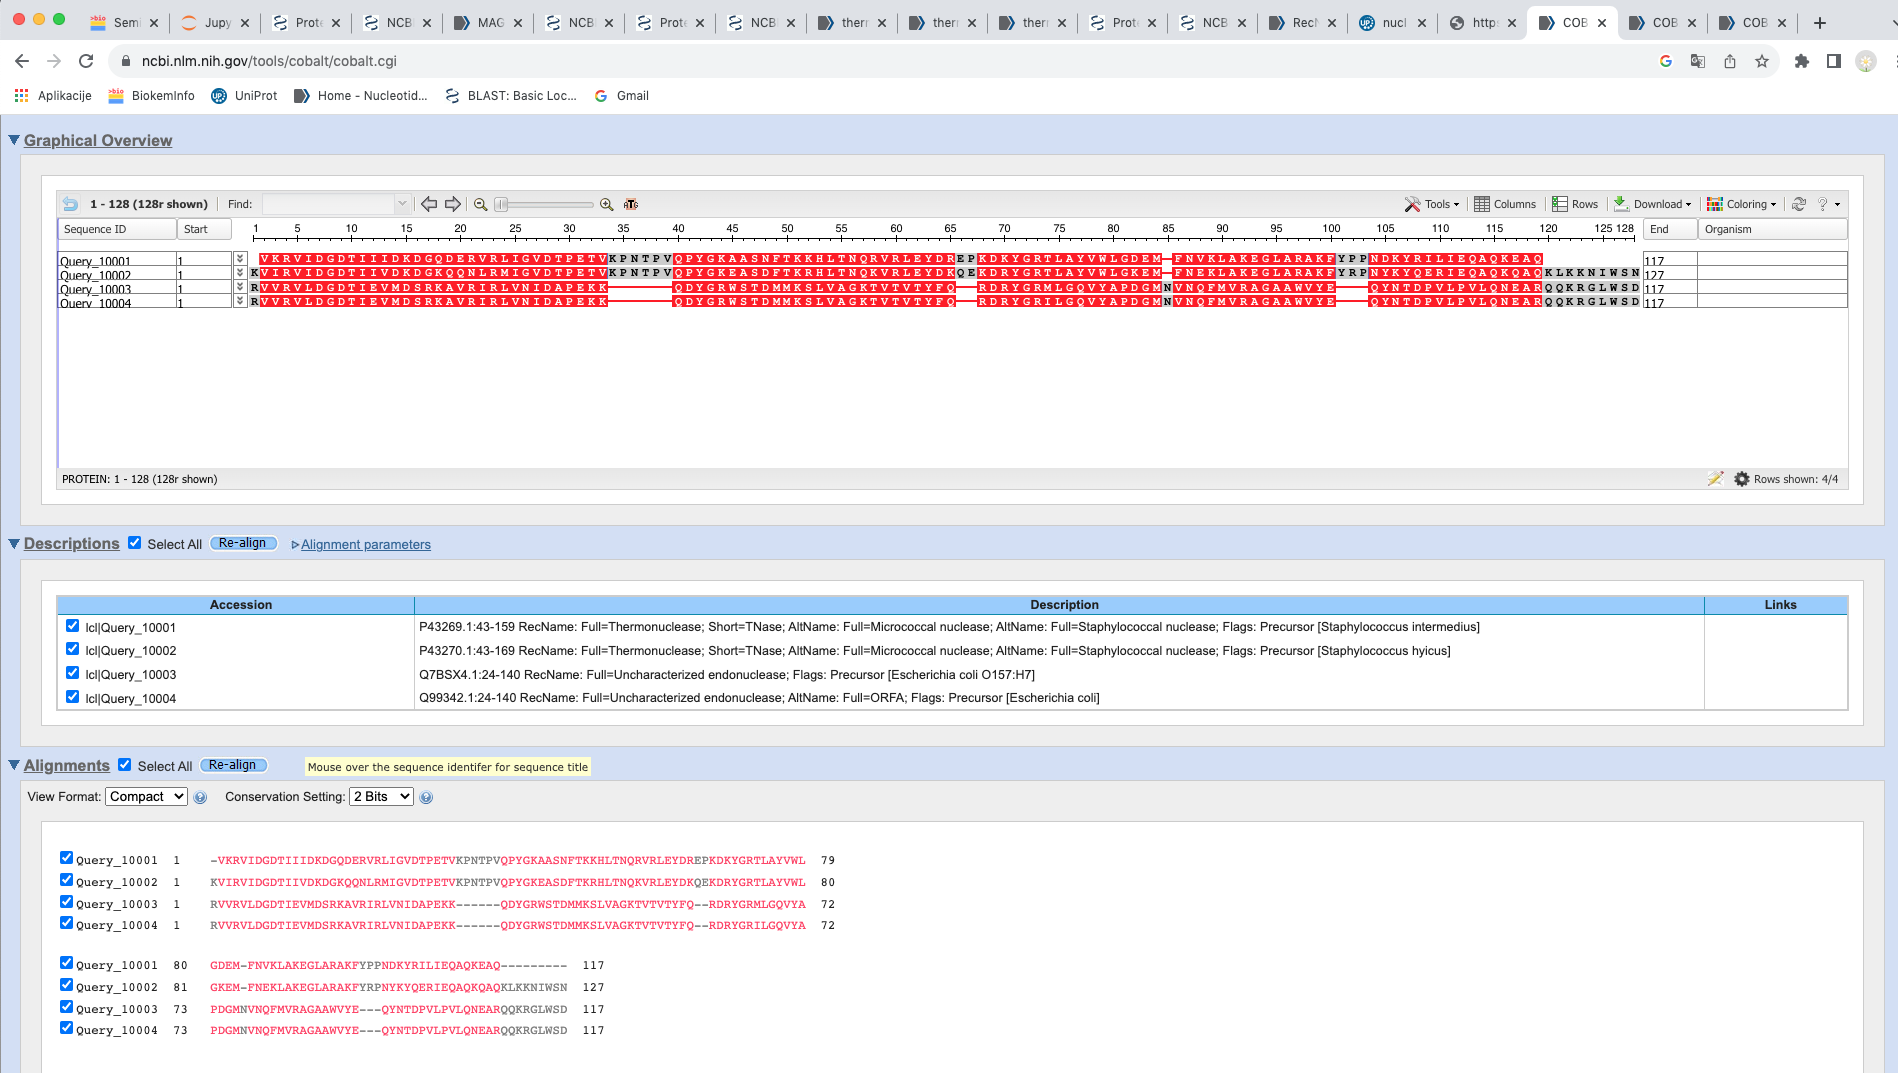 Semi Jupy Prote NCB MAG NCB Prote NCB ther ther ther Prot NCB RecN nucl http COB COB COB
ncbi.nlm.nih.gov/tools/cobalt/cobalt.cgi
Aplikacije BiokemInfo UniProt Home - Nucleotid... BLAST: Basic Loc... Gmail
Graphical Overview
1 - 128 (128r shown) Find: Tools Columns Rows Download Coloring ?
Sequence ID Start 1 5 10 15 20 25 30 35 40 45 50 55 60 65 70 75 80 85 90 95 100 105 110 115 120 125 128 End Organism
Query_10001 1 VKRVIDGDTIIIDKDGQDERVRLIGVDTPETVKPNTPVQPYGKAASNFTKKHLTNQRVRLEYDREPKDKYGRTLAYVWLGDEM FNVKLAKEGLARAKFYPPNDKYRILIEQAQKEAQ 117
Query_10002 1 KVIRVIDGDTIIVDKDGKQQNLRMIGVDTPETVKPNTPVQPYGKEASDFTKRHLTNQKVRLEYDKQEKDRYGRTLAYVWLGKEM FNEKLAKEGLARAKFYRPNYKYQERIEQAQKQAQKLKKNIWSN 127
Query_10003 1 RVVRVLDGDTIEVMDSRKAVRIRLVNIDAPEKK QDYGRWSTDMMKSLVAGKTVTVTYFQ RDRYGRMLGQVYAPDGMNVNQFMVRAGAAWVYE QYNTDPVLPVLQNEARQQKRGLWSD 117
Query_10004 1 RVVRVLDGDTIEVMDSRKAVRIRLVNIDAPEKK QDYGRWSTDMMKSLVAGKTVTVTYFQ RDRYGRILGQVYAPDGMNVNQFMVRAGAAWVYE QYNTDPVLPVLQNEARQQKRGLWSD 117
PROTEIN: 1 - 128 (128r shown) Rows shown: 4/4
Descriptions Select All Re-align Alignment parameters
Accession Description Links
lcl|Query_10001 P43269.1:43-159 RecName: Full=Thermonuclease; Short=TNase; AltName: Full=Micrococcal nuclease; AltName: Full=Staphylococcal nuclease; Flags: Precursor [Staphylococcus intermedius]
lcl|Query_10002 P43270.1:43-169 RecName: Full=Thermonuclease; Short=TNase; AltName: Full=Micrococcal nuclease; AltName: Full=Staphylococcal nuclease; Flags: Precursor [Staphylococcus hyicus]
lcl|Query_10003 Q7BSX4.1:24-140 RecName: Full=Uncharacterized endonuclease; Flags: Precursor [Escherichia coli O157:H7]
lcl|Query_10004 Q99342.1:24-140 RecName: Full=Uncharacterized endonuclease; AltName: Full=ORFA; Flags: Precursor [Escherichia coli]
Alignments Select All Re-align Mouse over the sequence identifer for sequence title
View Format: Compact ? Conservation Setting: 2 Bits ?
Query_10001 1 -VKRVIDGDTIIIDKDGQDERVRLIGVDTPETVKPNTPVQPYGKAASNFTKKHLTNQRVRLEYDREPKDKYGRTLAYVWL 79
Query_10002 1 KVIRVIDGDTIIVDKDGKQQNLRMIGVDTPETVKPNTPVQPYGKEASDFTKRHLTNQKVRLEYDKQEKDRYGRTLAYVWL 80
Query_10003 1 RVVRVLDGDTIEVMDSRKAVRIRLVNIDAPEKK------QDYGRWSTDMMKSLVAGKTVTVTYFQ--RDRYGRMLGQVYA 72
Query_10004 1 RVVRVLDGDTIEVMDSRKAVRIRLVNIDAPEKK------QDYGRWSTDMMKSLVAGKTVTVTYFQ--RDRYGRILGQVYA 72
Query_10001 80 GDEM-FNVKLAKEGLARAKFYPPNDKYRILIEQAQKEAQ--------- 117
Query_10002 81 GKEM-FNEKLAKEGLARAKFYRPNYKYQERIEQAQKQAQKLKKNIWSN 127
Query_10003 73 PDGMNVNQFMVRAGAAWVYE---QYNTDPVLPVLQNEARQQKRGLWSD 117
Query_10004 73 PDGMNVNQFMVRAGAAWVYE---QYNTDPVLPVLQNEARQQKRGLWSD 117